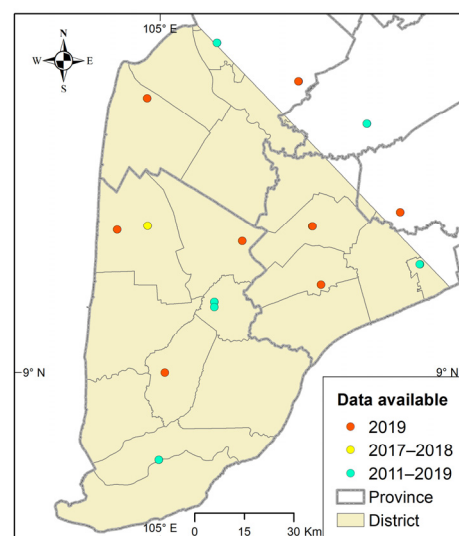 105° E
N
W E
S
9° N
9° N
Data available
2019
2017–2018
2011–2019
Province
District
105° E
0 15 30 Km